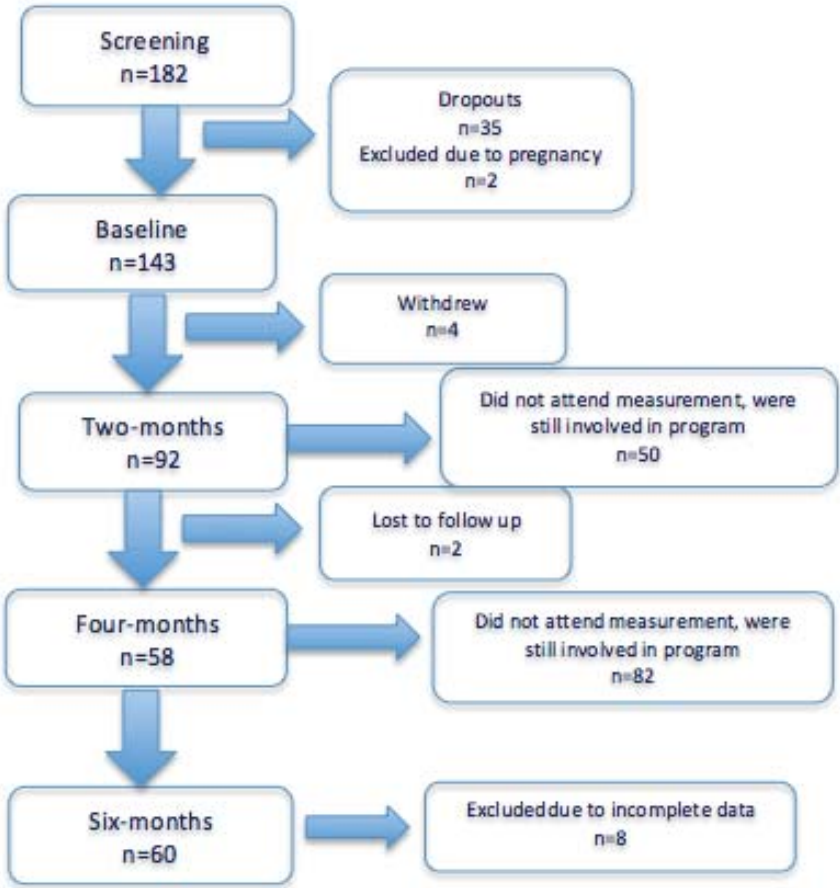 Screening
n=182
Dropouts
n=35
Excluded due to pregnancy
n=2
Baseline
n=143
Withdrew
n=4
Two-months
n=92
Did not attend measurement, were
still involved in program
n=50
Lost to follow up
n=2
Four-months
n=58
Did not attend measurement, were
still involved in program
n=82
Six-months
n=60
Excluded due to incomplete data
n=8